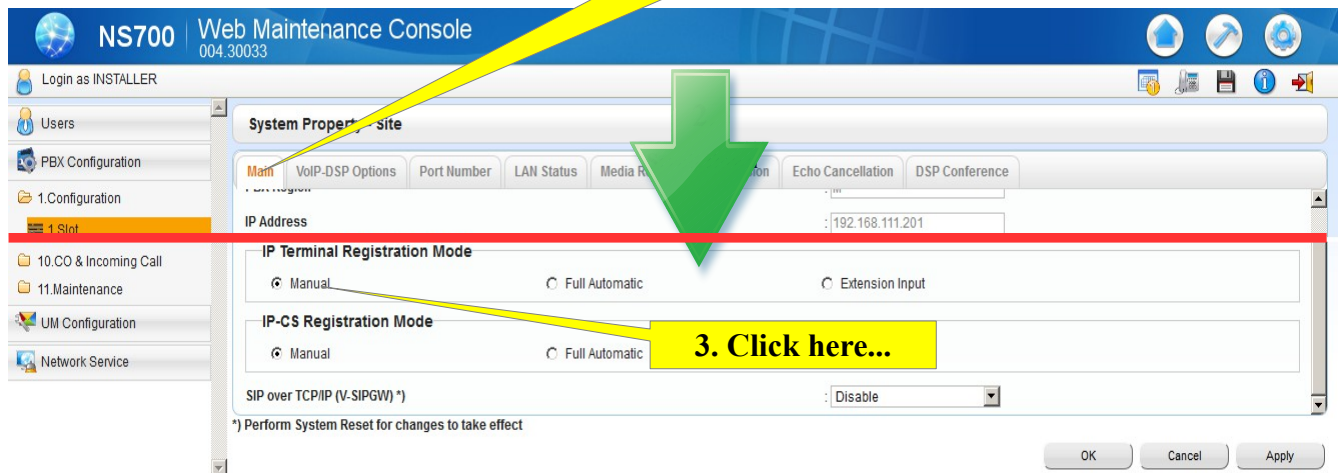 NS700 Web Maintenance Console
004.30033
Login as INSTALLER
Users
PBX Configuration
1.Configuration
1.Slot
10.CO & Incoming Call
11.Maintenance
UM Configuration
Network Service
System Property - Site
Main VoIP-DSP Options Port Number LAN Status Media Echo Cancellation DSP Conference
IP Address : 192.168.111.201
IP Terminal Registration Mode
Manual Full Automatic Extension Input
IP-CS Registration Mode
Manual Full Automatic
3. Click here...
SIP over TCP/IP (V-SIPGW) *) : Disable
*) Perform System Reset for changes to take effect
OK Cancel Apply